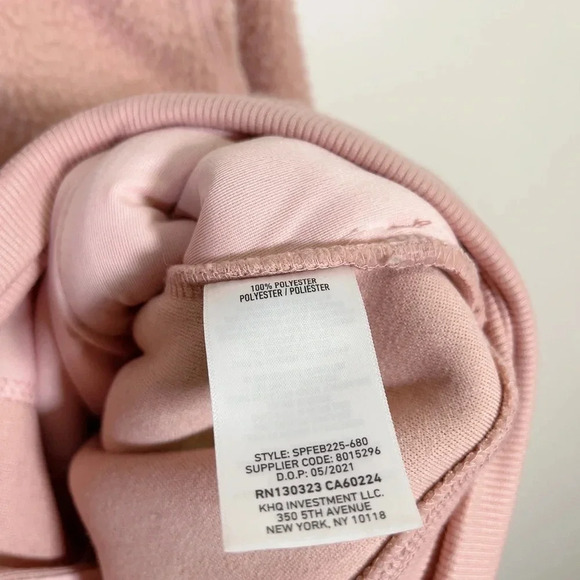 100% POLYESTER
POLYESTER / POLIESTER
STYLE: SPFEB225-680
SUPPLIER CODE: 8015296
D.O.P: 05/2021
RN130323 CA60224
KHQ INVESTMENT LLC.
350 5TH AVENUE
NEW YORK, NY 10118